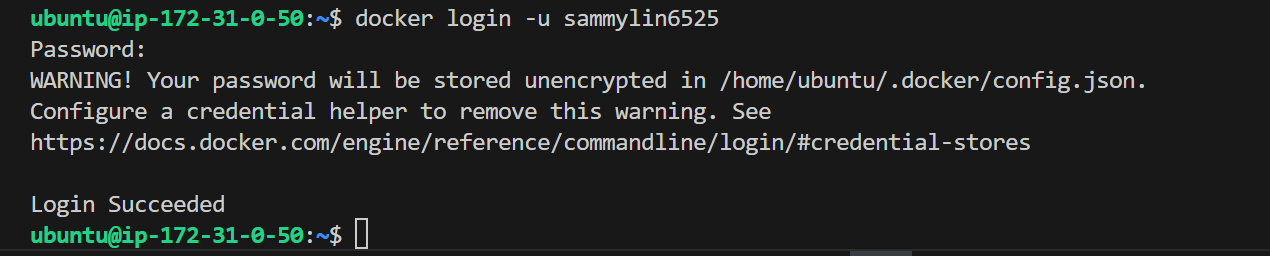 ubuntu@ip-172-31-0-50:~$ docker login -u sammylin6525
Password:
WARNING! Your password will be stored unencrypted in /home/ubuntu/.docker/config.json.
Configure a credential helper to remove this warning. See
https://docs.docker.com/engine/reference/commandline/login/#credential-stores

Login Succeeded
ubuntu@ip-172-31-0-50:~$